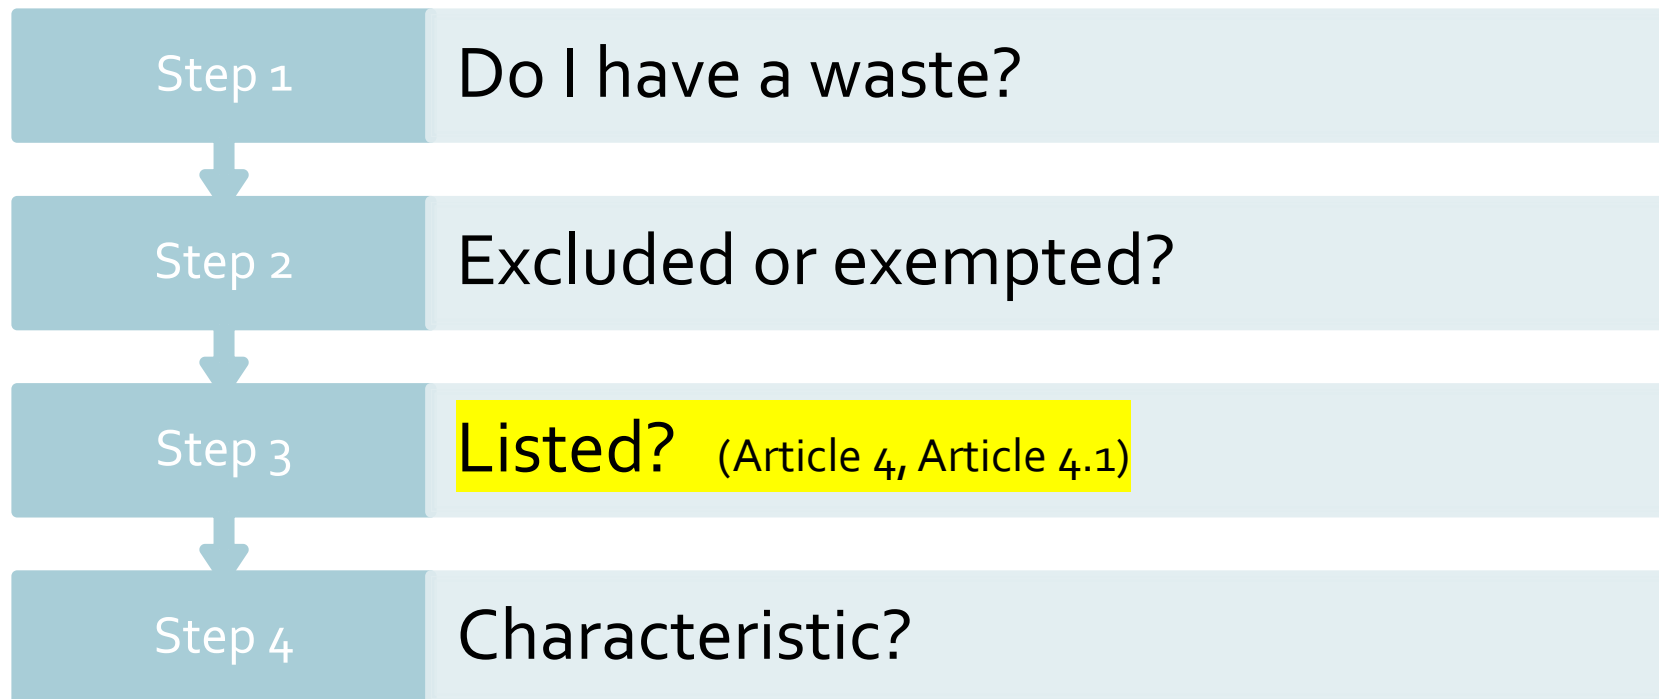 Step 1
Do I have a waste?
Step 2
Excluded or exempted?
Step 3
Listed? (Article 4, Article 4.1)
Step 4
Characteristic?